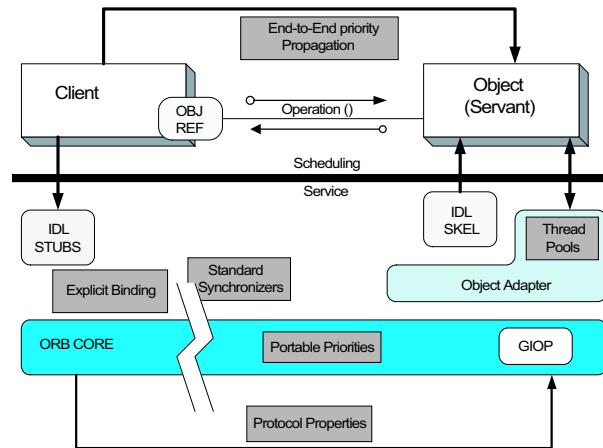 End-to-End priority
Propagation
Client
Object
(Servant)
OBJ
REF
Operation ()
Scheduling
Service
IDL
STUBS
IDL
SKEL
Thread
Pools
Explicit Binding
Standard
Synchronizers
Object Adapter
ORB CORE
Portable Priorities
GIOP
Protocol Properties